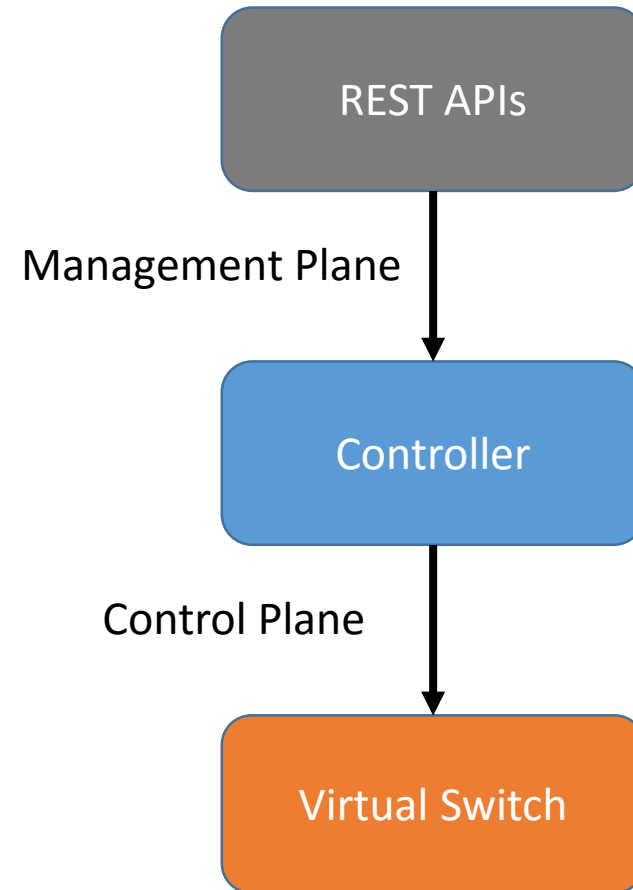 REST APIs
Management Plane
Controller
Control Plane
Virtual Switch